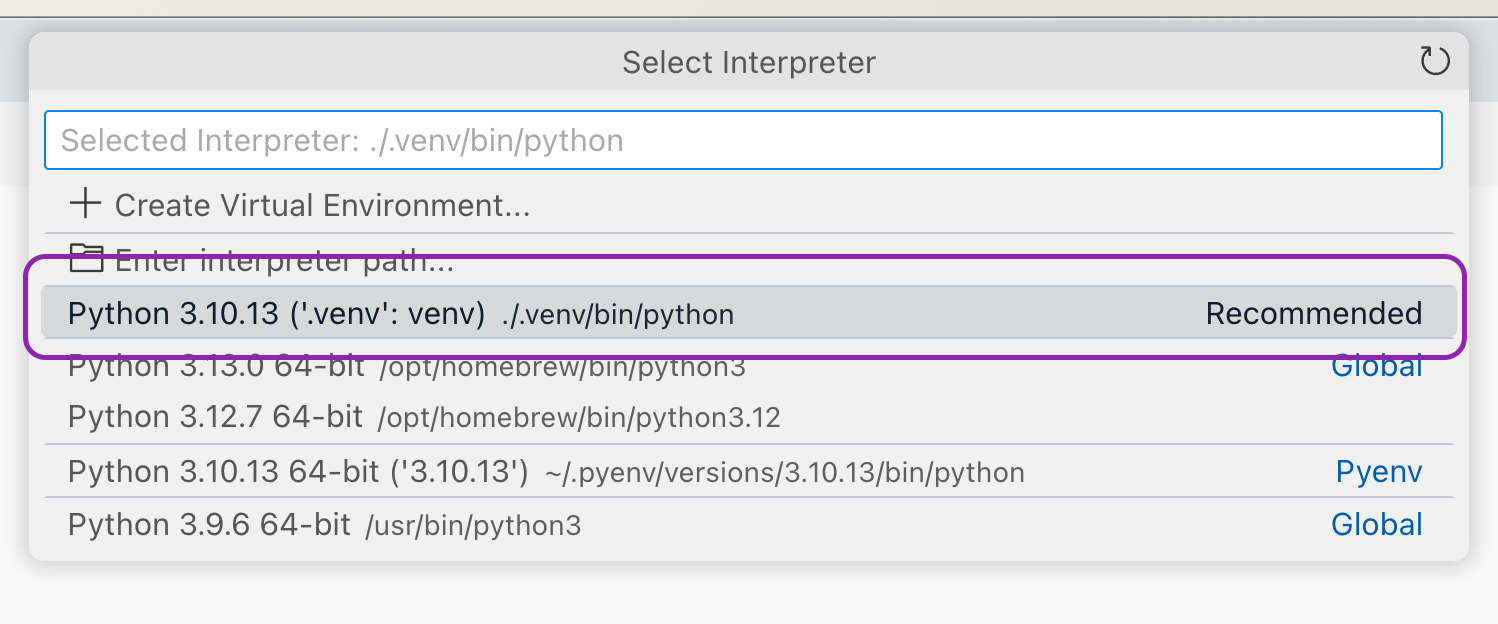 Select Interpreter
Selected Interpreter: ./.venv/bin/python
Create Virtual Environment...
Enter interpreter path...
Python 3.10.13 ('.venv': venv) ./.venv/bin/python Recommended
Python 3.13.0 64-bit /opt/homebrew/bin/python3 Global
Python 3.12.7 64-bit /opt/homebrew/bin/python3.12
Python 3.10.13 64-bit ('3.10.13') ~/.pyenv/versions/3.10.13/bin/python Pyenv
Python 3.9.6 64-bit /usr/bin/python3 Global